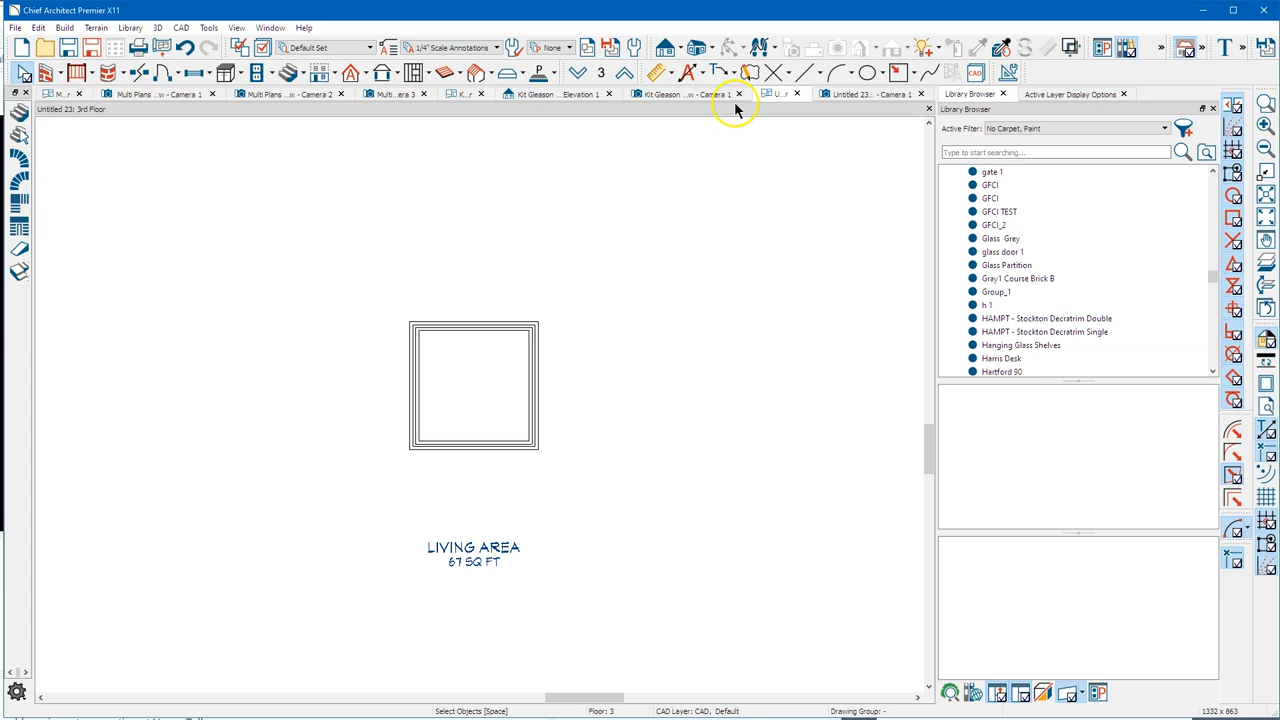 Chief Architect Premier X11
File Edit Build Terrain Library 3D CAD Tools View Window Help
Default Set 1/4" Scale Annotations None
3
M...r Multi Plans ...w - Camera 1 Multi Plans ...w - Camera 2 Multi...era 3 K...r Kit Gleason ... Elevation 1 Kit Gleason ...w - Camera 1 U...r Untitled 23... - Camera 1 Library Browser Active Layer Display Options
Untitled 23: 3rd Floor
Library Browser
Active Filter: No Carpet, Paint
Type to start searching...
gate 1
GFCI
GFCI
GFCI TEST
GFCI_2
Glass Grey
glass door 1
Glass Partition
Gray1 Course Brick B
Group_1
h 1
HAMPT - Stockton Decratrim Double
HAMPT - Stockton Decratrim Single
Hanging Glass Shelves
Harris Desk
Hartford 90
CAD
LIVING AREA
67 SQ FT
Select Objects [Space] Floor: 3 CAD Layer: CAD, Default Drawing Group: - 1332 x 863